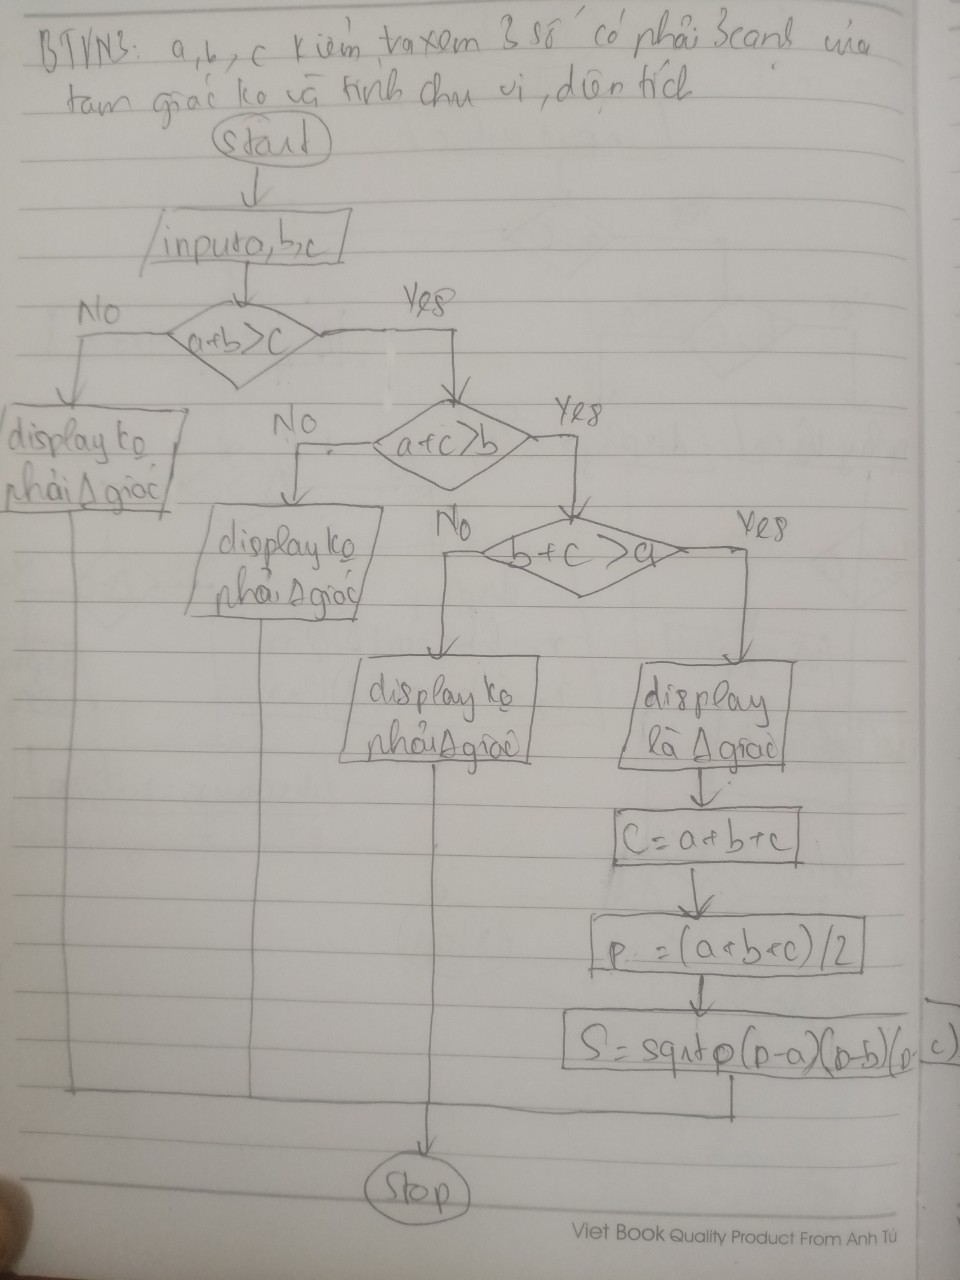 BTVN3: a, b, c kiểm tra xem 3 số có phải 3 cạnh của
tam giác ko và tính chu vi, diện tích
Start
input a, b, c
No
a+b>c
Yes
display ko
phải Δ giác
No
a+c>b
Yes
display ko
phải Δ giác
No
b+c>a
Yes
display ko
phải Δ giác
display
là Δ giác
C = a+b+c
p = (a+b+c)/2
S = sqrt p(p-a)(p-b)(p-c)
Stop
Viet Book Quality Product From Anh Tú